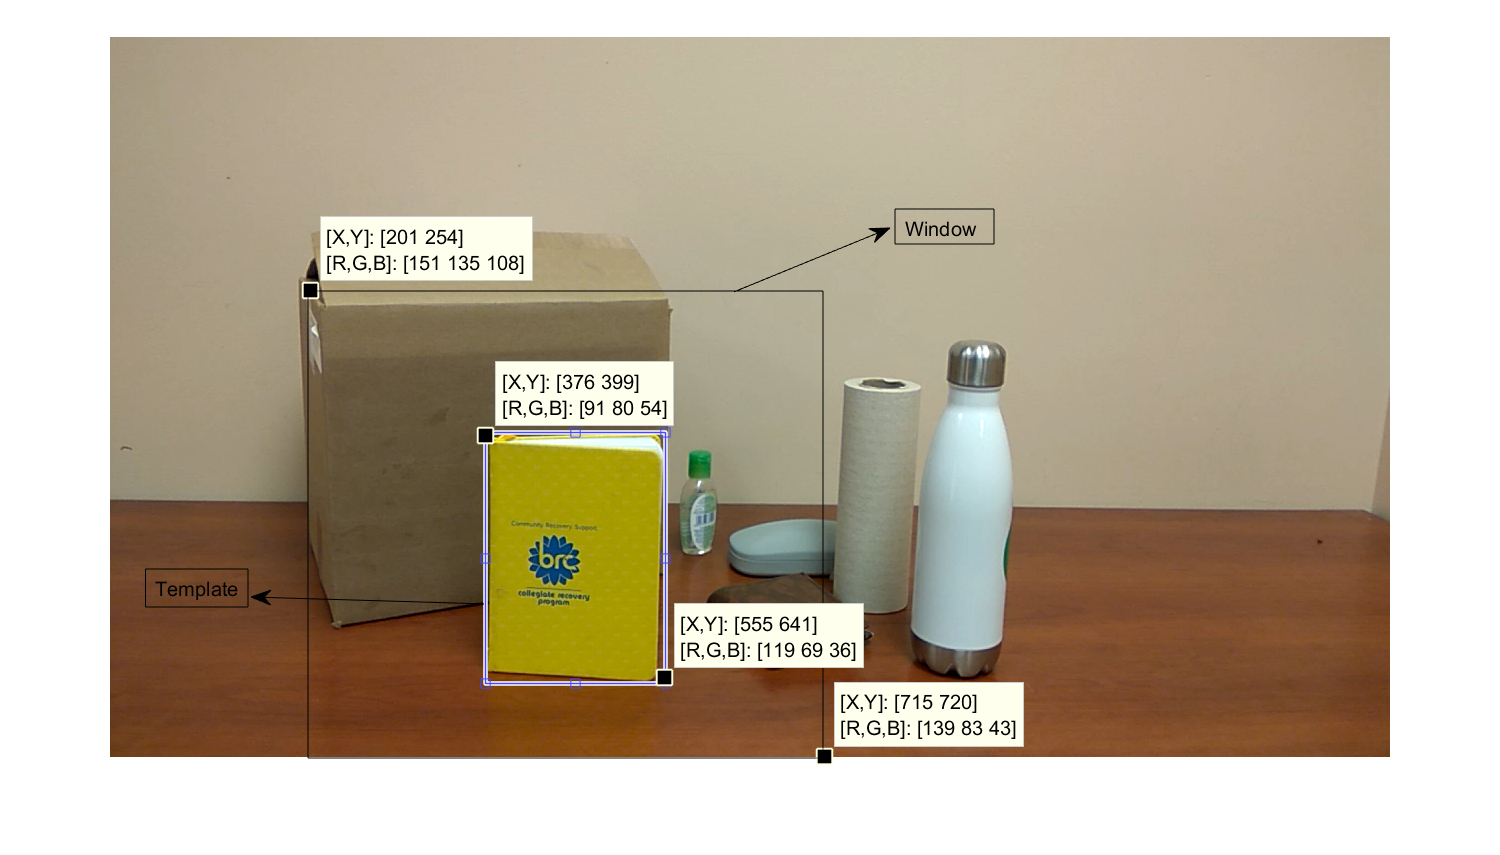 [X,Y]: [201 254]
[R,G,B]: [151 135 108]
Window
[X,Y]: [376 399]
[R,G,B]: [91 80 54]
Community Recovery Support
brc
collegiate recovery
program
Template
[X,Y]: [555 641]
[R,G,B]: [119 69 36]
[X,Y]: [715 720]
[R,G,B]: [139 83 43]